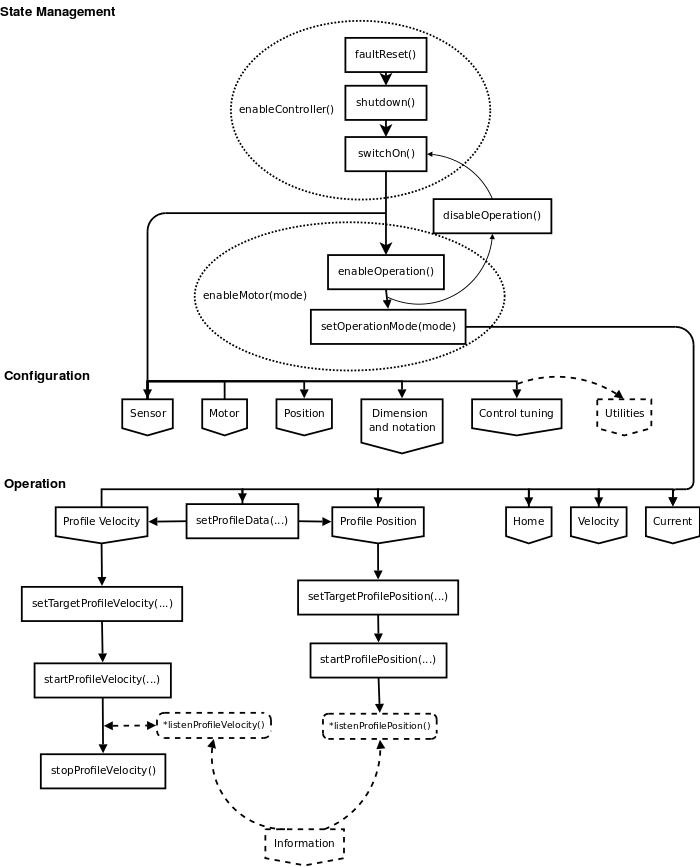 State Management
faultReset()
enableController()
shutdown()
switchOn()
disableOperation()
enableOperation()
enableMotor(mode)
setOperationMode(mode)
Configuration
Sensor
Motor
Position
Dimension
and notation
Control tuning
Utilities
Operation
Profile Velocity
setProfileData(...)
Profile Position
Home
Velocity
Current
setTargetProfileVelocity(...)
setTargetProfilePosition(...)
startProfilePosition(...)
startProfileVelocity(...)
*listenProfileVelocity()
*listenProfilePosition()
stopProfileVelocity()
Information